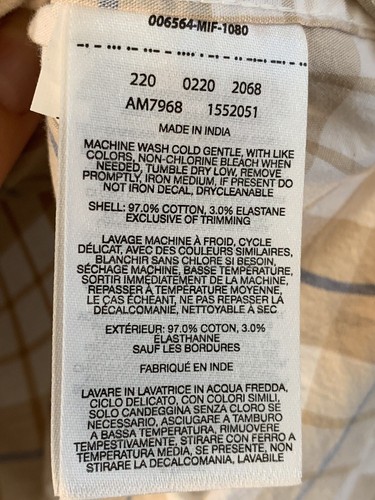 006564-MIF-1080
220 0220 2068
AM7968 1552051
MADE IN INDIA
MACHINE WASH COLD GENTLE, WITH LIKE
COLORS, NON-CHLORINE BLEACH WHEN
NEEDED, TUMBLE DRY LOW, REMOVE
PROMPTLY, IRON MEDIUM, IF PRESENT DO
NOT IRON DECAL, DRYCLEANABLE
SHELL: 97.0% COTTON, 3.0% ELASTANE
EXCLUSIVE OF TRIMMING
LAVAGE MACHINE À FROID, CYCLE
DÉLICAT, AVEC DES COULEURS SIMILAIRES,
BLANCHIR SANS CHLORE SI BESOIN,
SÉCHAGE MACHINE, BASSE TEMPÉRATURE,
SORTIR IMMÉDIATEMENT DE LA MACHINE,
REPASSER À TEMPÉRATURE MOYENNE,
LE CAS ÉCHÉANT, NE PAS REPASSER LA
DÉCALCOMANIE, NETTOYABLE A SEC
EXTÉRIEUR: 97.0% COTON, 3.0%
ELASTHANNE
SAUF LES BORDURES
FABRIQUÉ EN INDE
LAVARE IN LAVATRICE IN ACQUA FREDDA,
CICLO DELICATO, CON COLORI SIMILI,
SOLO CANDEGGINA SENZA CLORO SE
NECESSARIO, ASCIUGARE A TAMBURO
A BASSA TEMPERATURA, RIMUOVERE
TEMPESTIVAMENTE, STIRARE CON FERRO A
TEMPERATURA MEDIA, SE PRESENTE, NON
STIRARE LA DECALCOMANIA, LAVABILE